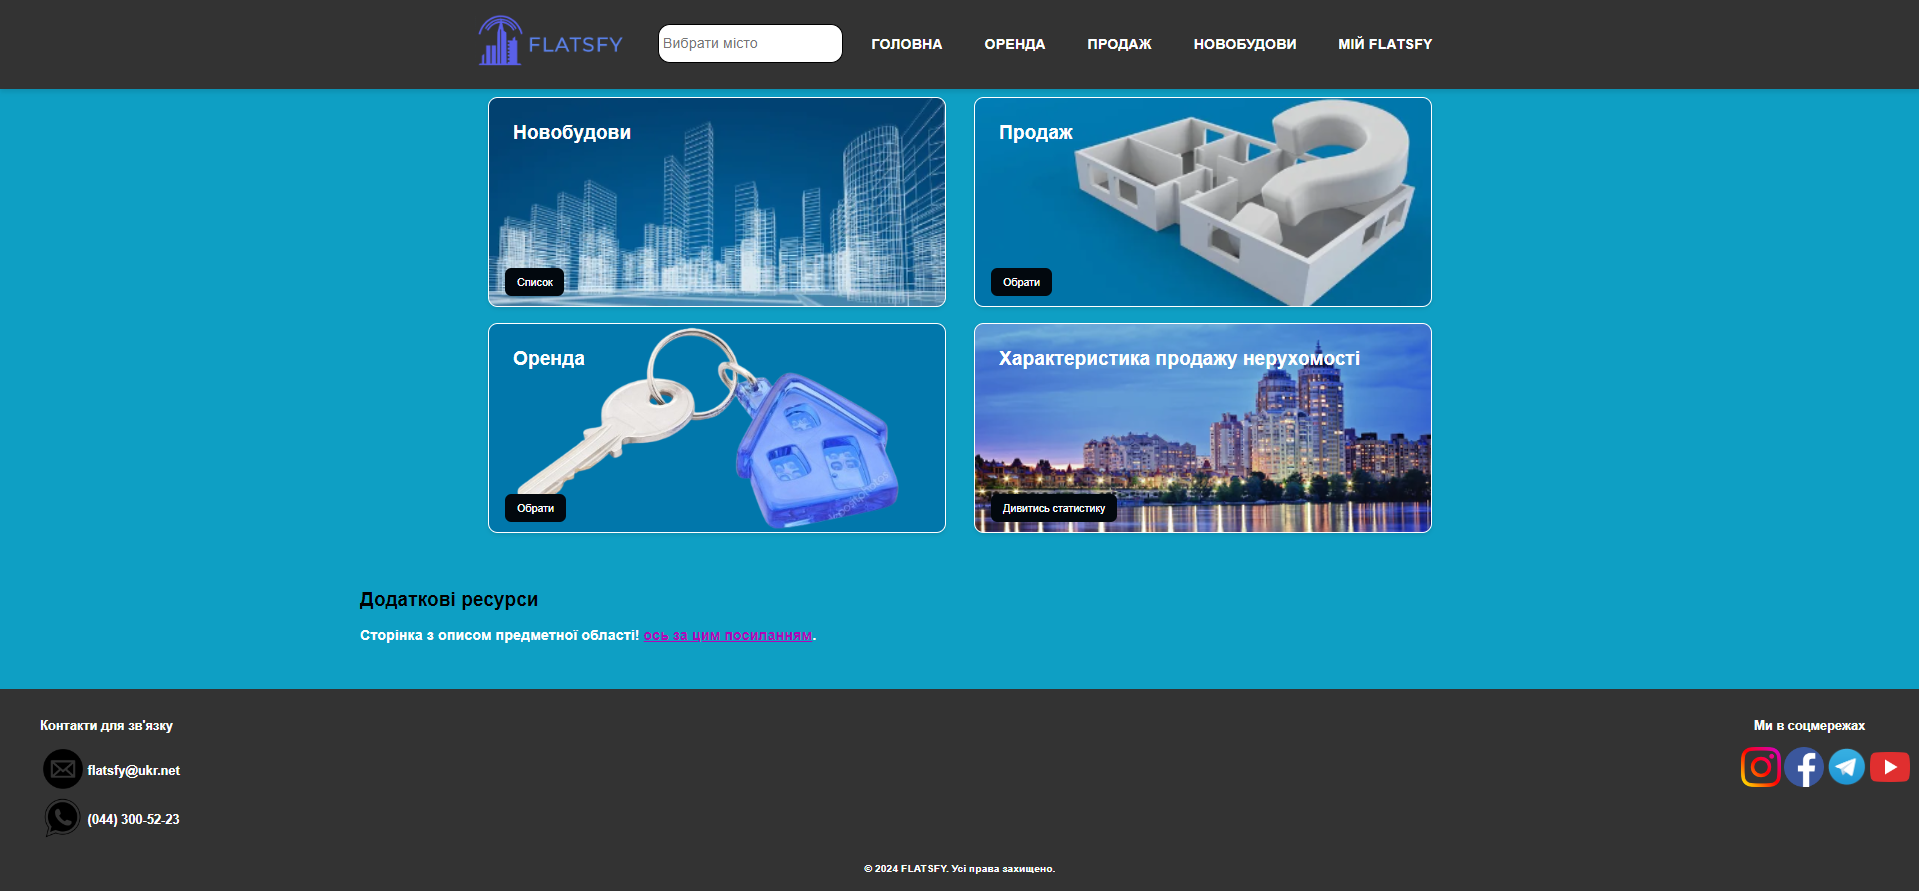 FLATSFY
Вибрати місто
ГОЛОВНА
ОРЕНДА
ПРОДАЖ
НОВОБУДОВИ
МІЙ FLATSFY
Новобудови
Список
Продаж
Обрати
Оренда
Обрати
Характеристика продажу нерухомості
Дивитись статистику
Додаткові ресурси
Сторінка з описом предметної області! ось за цим посиланням.
Контакти для зв'язку
flatsfy@ukr.net
(044) 300-52-23
Ми в соцмережах
© 2024 FLATSFY. Усі права захищено.